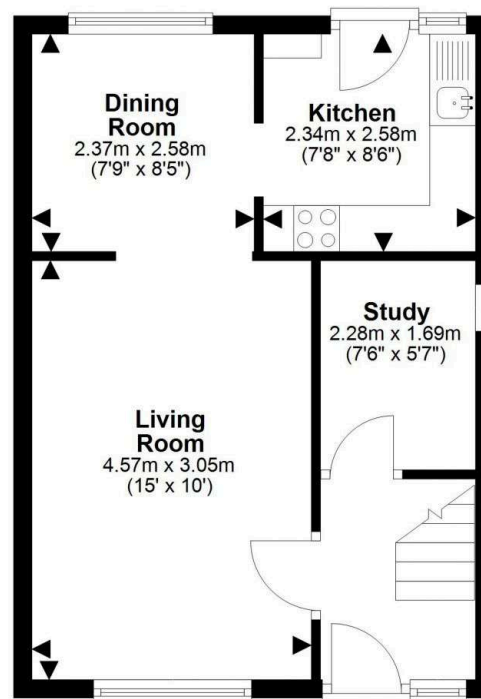 Dining
Room
2.37m x 2.58m
(7'9" x 8'5")
Kitchen
2.34m x 2.58m
(7'8" x 8'6")
Study
2.28m x 1.69m
(7'6" x 5'7")
Living
Room
4.57m x 3.05m
(15' x 10')